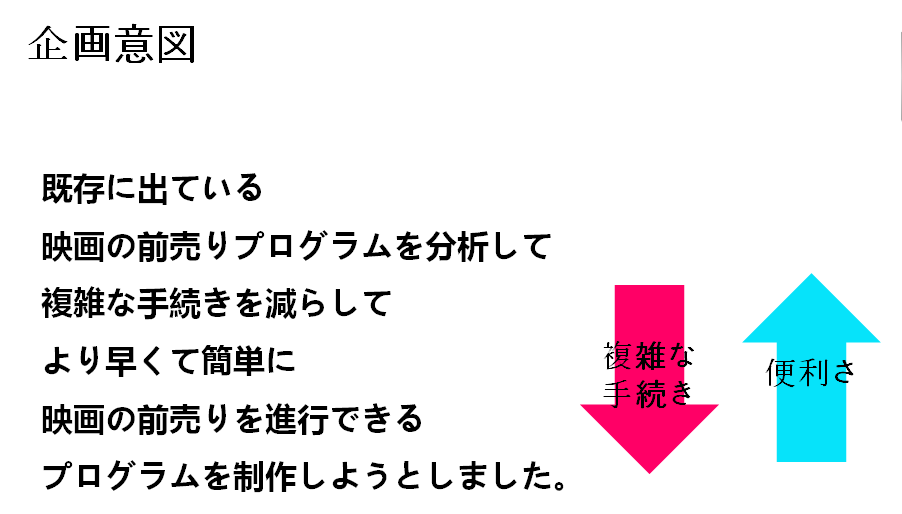 企画意図
既存に出ている
映画の前売りプログラムを分析して
複雑な手続きを減らして
より早くて簡単に
映画の前売りを進行できる
プログラムを制作しようとしました。
複雑な
手続き
便利さ